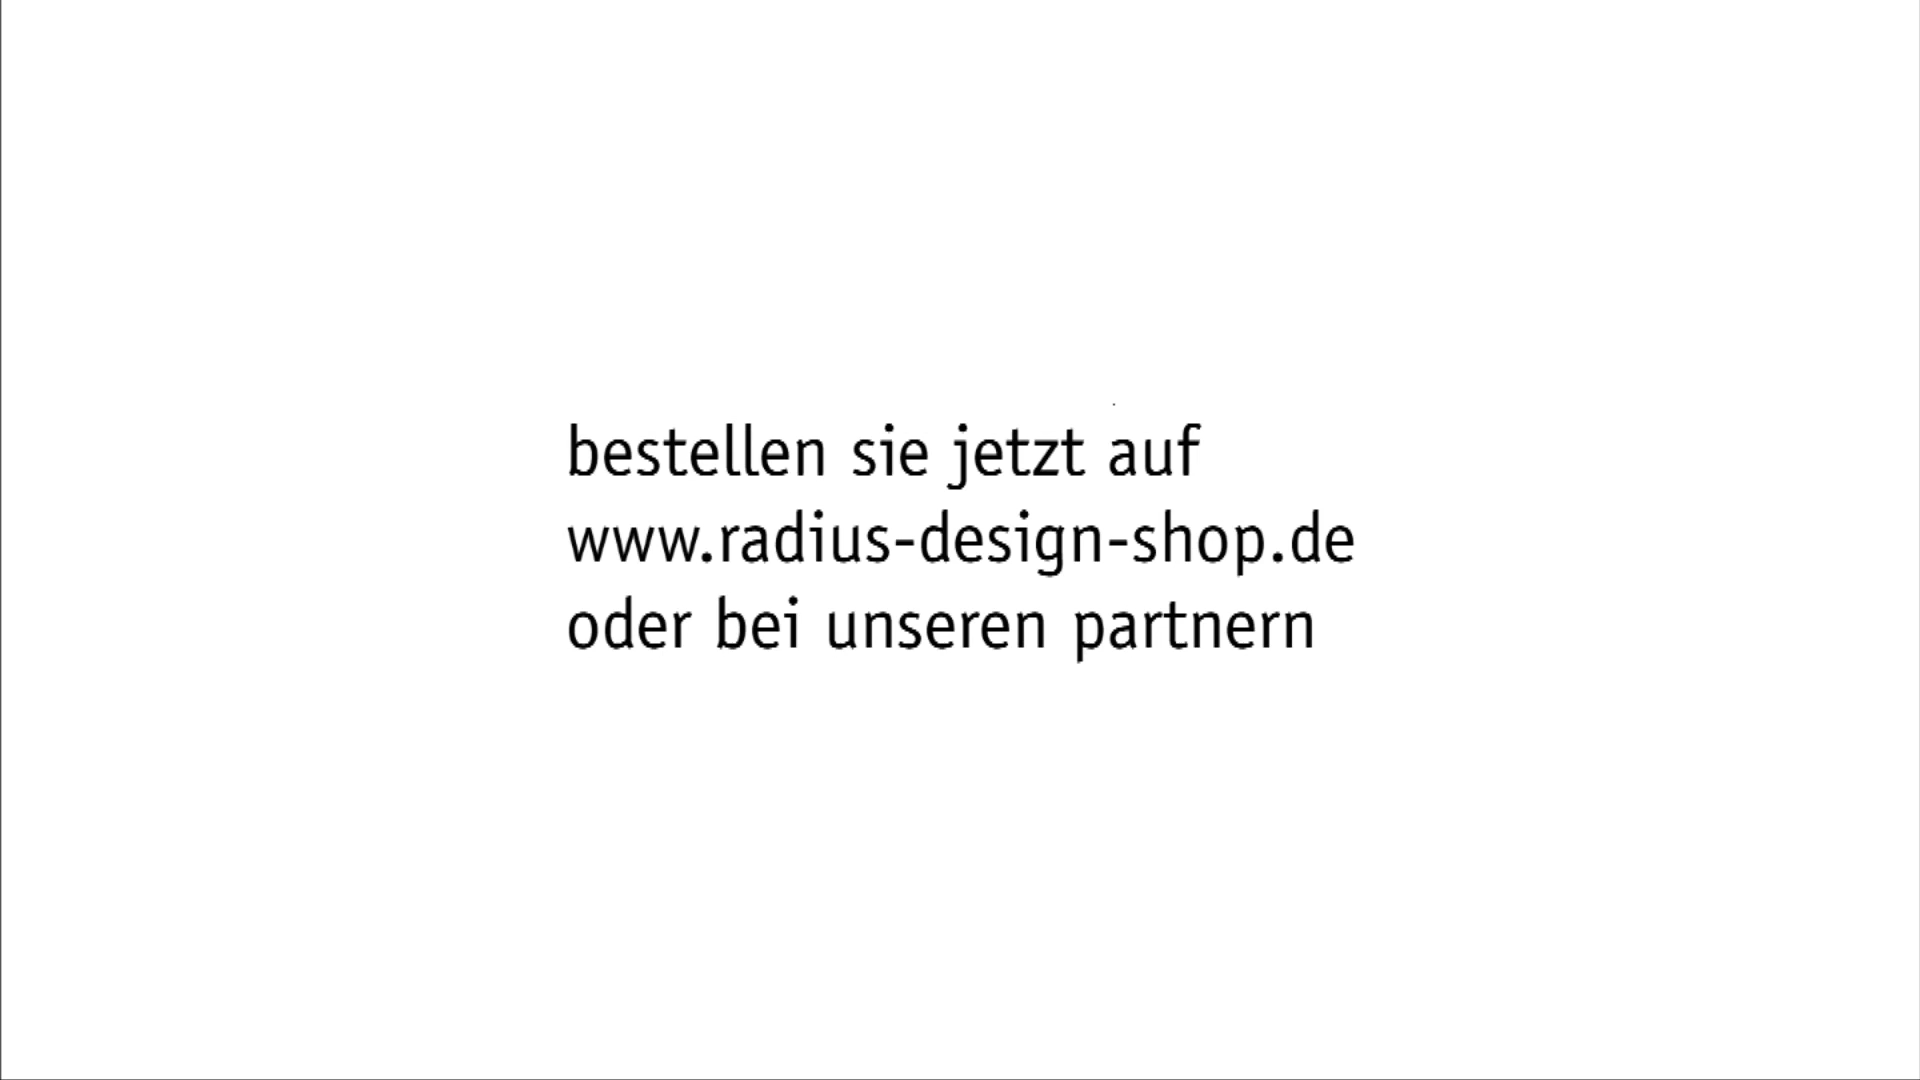 bestellen sie jetzt auf
www.radius-design-shop.de
oder bei unseren partnern